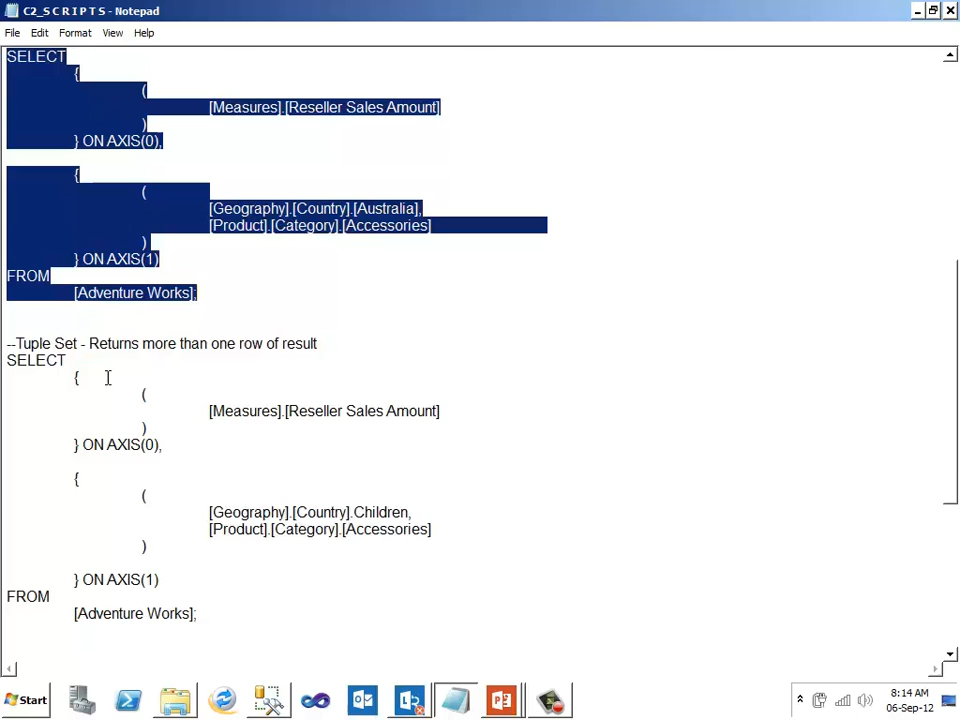 C2_S C R I P T S - Notepad
File Edit Format View Help
SELECT
{
(
[Measures].[Reseller Sales Amount]
)
} ON AXIS(0),
{
(
[Geography].[Country].[Australia],
[Product].[Category].[Accessories]
)
} ON AXIS(1)
FROM
[Adventure Works];
--Tuple Set - Returns more than one row of result
SELECT
{
(
[Measures].[Reseller Sales Amount]
)
} ON AXIS(0),
{
(
[Geography].[Country].Children,
[Product].[Category].[Accessories]
)
} ON AXIS(1)
FROM
[Adventure Works];
Start
8:14 AM
06-Sep-12